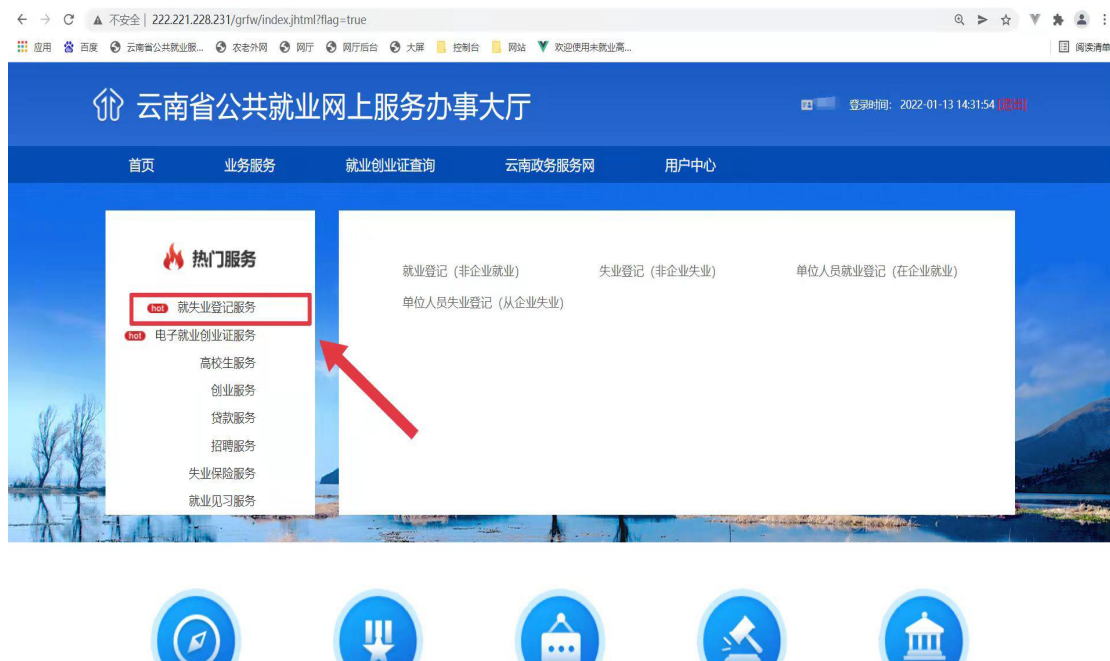 不安全 | 222.221.228.231/grfw/index.jhtml?flag=true
应用 百度 云南省公共就业服... 农老外网 网厅 网厅后台 大屏 控制台 网站 欢迎使用未就业高... 阅读清单
云南省公共就业网上服务办事大厅
登录时间: 2022-01-13 14:31:54
首页 业务服务 就业创业证查询 云南政务服务网 用户中心
热门服务
hot 就失业登记服务
hot 电子就业创业证服务
高校生服务
创业服务
贷款服务
招聘服务
失业保险服务
就业见习服务
就业登记 (非企业就业) 失业登记 (非企业失业) 单位人员就业登记 (在企业就业)
单位人员失业登记 (从企业失业)